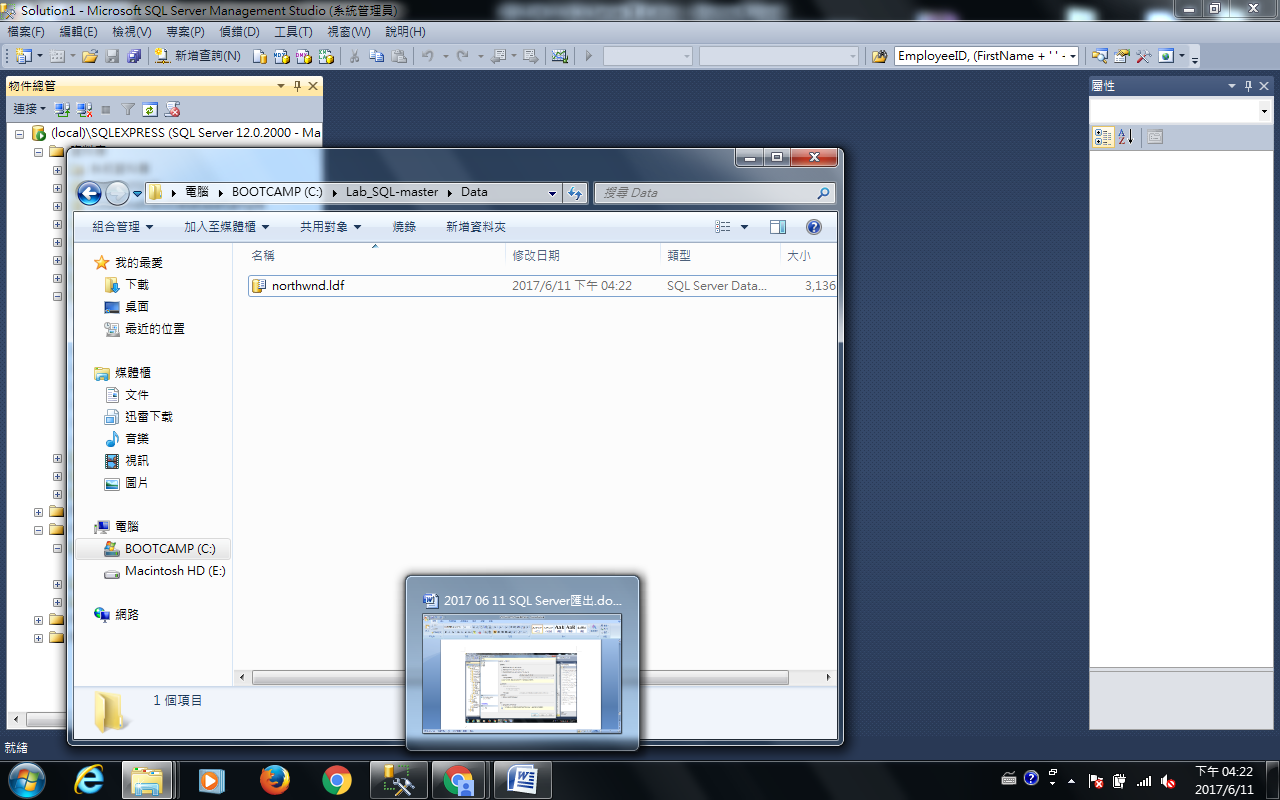 Solution1 - Microsoft SQL Server Management Studio (系統管理員)
檔案(F) 編輯(E) 檢視(V) 專案(P) 偵錯(D) 工具(T) 視窗(W) 說明(H)
新增查詢(N) EmployeeID, (FirstName + ' ' -
物件總管
屬性
連接
(local)\SQLEXPRESS (SQL Server 12.0.2000 - Ma
電腦 BOOTCAMP (C:) Lab_SQL-master Data
搜尋 Data
組合管理 加入至媒體櫃 共用對象 燒錄 新增資料夾
名稱 修改日期 類型 大小
northwnd.ldf 2017/6/11 下午 04:22 SQL Server Data... 3,136
我的最愛
下載
桌面
最近的位置
媒體櫃
文件
迅雷下載
音樂
視訊
圖片
電腦
BOOTCAMP (C:)
Macintosh HD (E:)
網路
1 個項目
2017 06 11 SQL Server匯出.do...
就緒
下午 04:22
2017/6/11